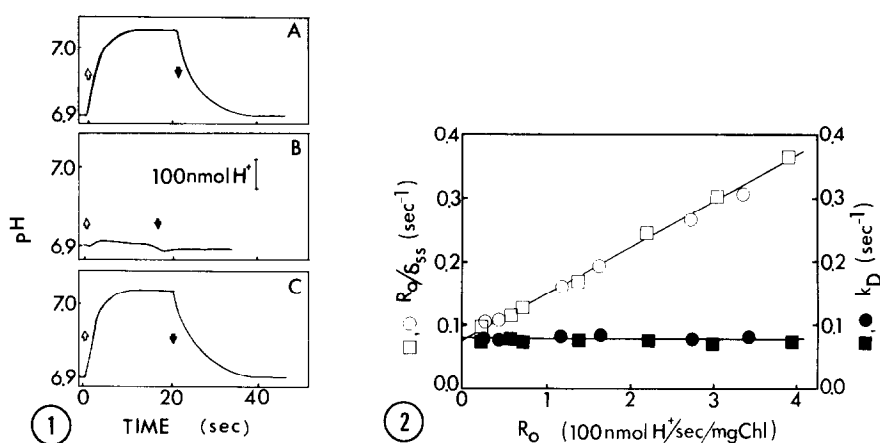 A
7.0
6.9
B
7.0
100nmol H⁺
6.9
C
7.0
6.9
pH
0 20 40
TIME (sec)
1
0.4 0.4
0.3 0.3
0.2 0.2
0.1 0.1
0.0 0.0
□, ○ R₀/δss (sec⁻¹)
■, ● kD (sec⁻¹)
0 1 2 3 4
R₀ (100nmol H⁺/sec/mgChl)
2